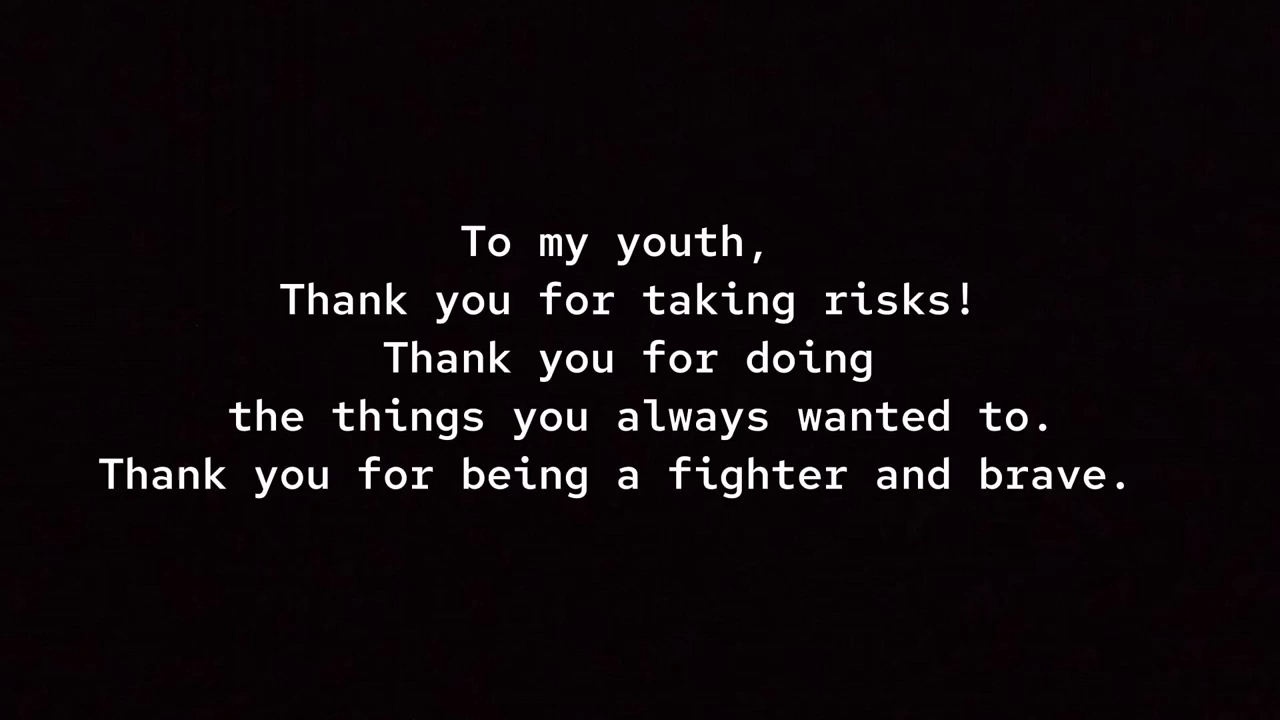 To my youth,
Thank you for taking risks!
Thank you for doing
the things you always wanted to.
Thank you for being a fighter and brave.